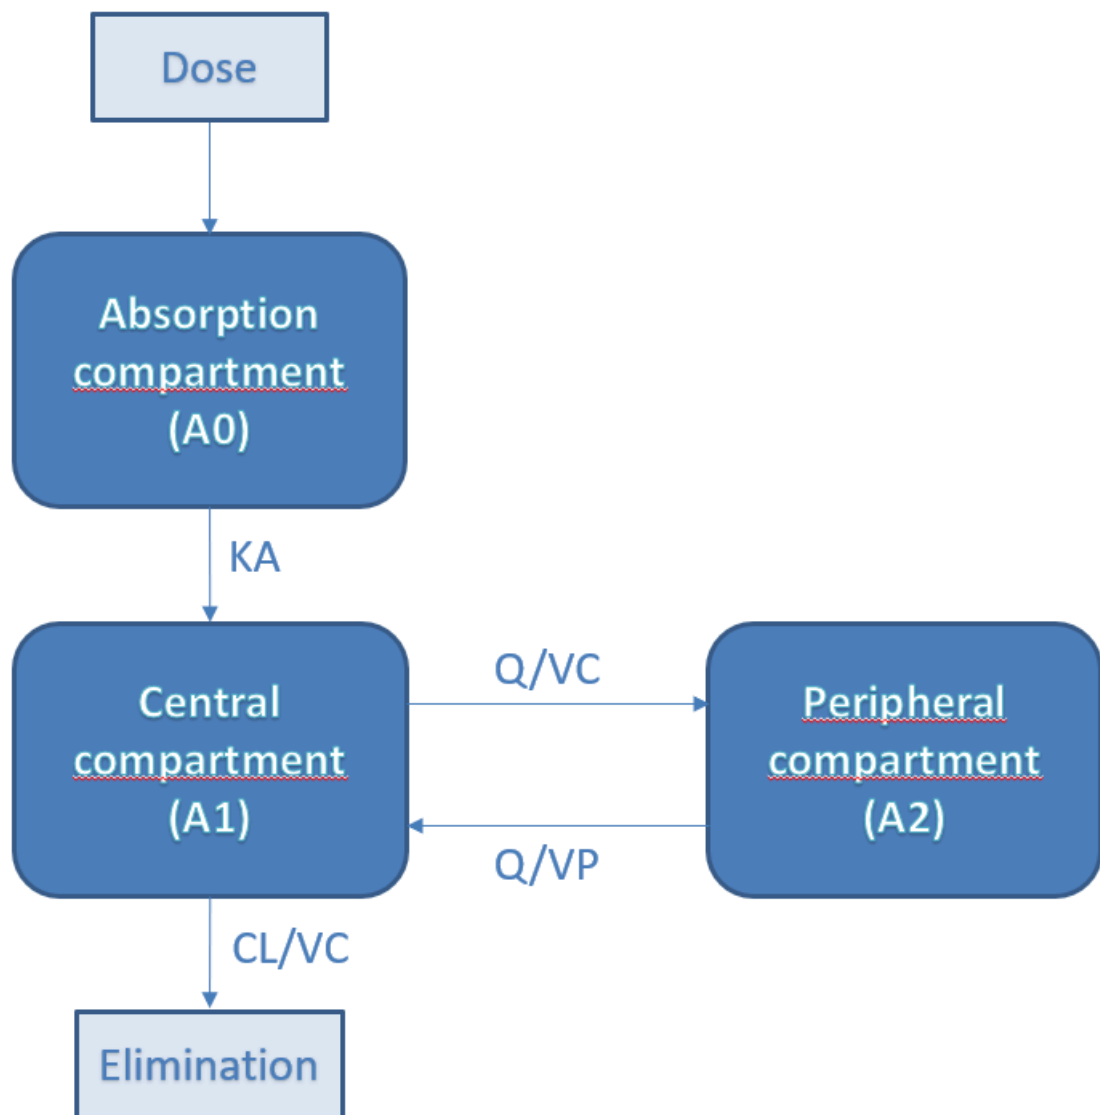 Dose
Absorption
compartment
(A0)
KA
Central
compartment
(A1)
Q/VC
Q/VP
Peripheral
compartment
(A2)
CL/VC
Elimination